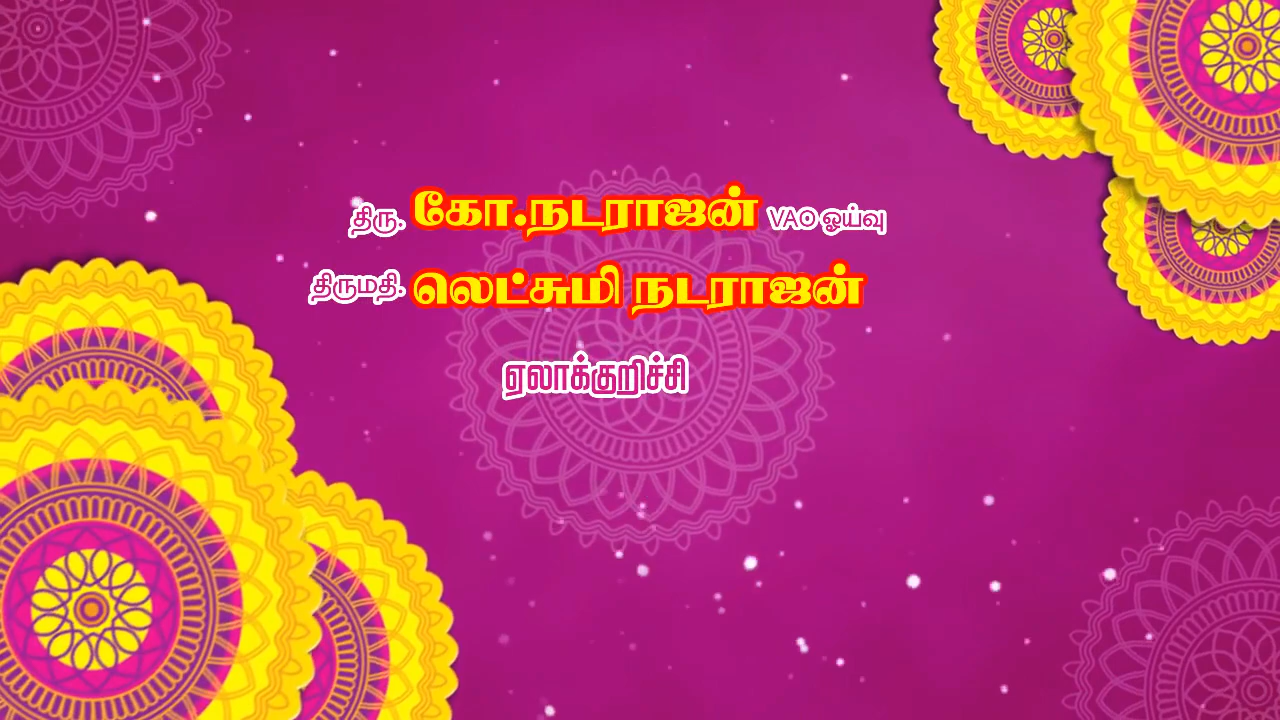 திரு. கோ.நடராஜன் VAO ஓய்வு
திருமதி. லெட்சுமி நடராஜன்
ஏலாக்குறிச்சி